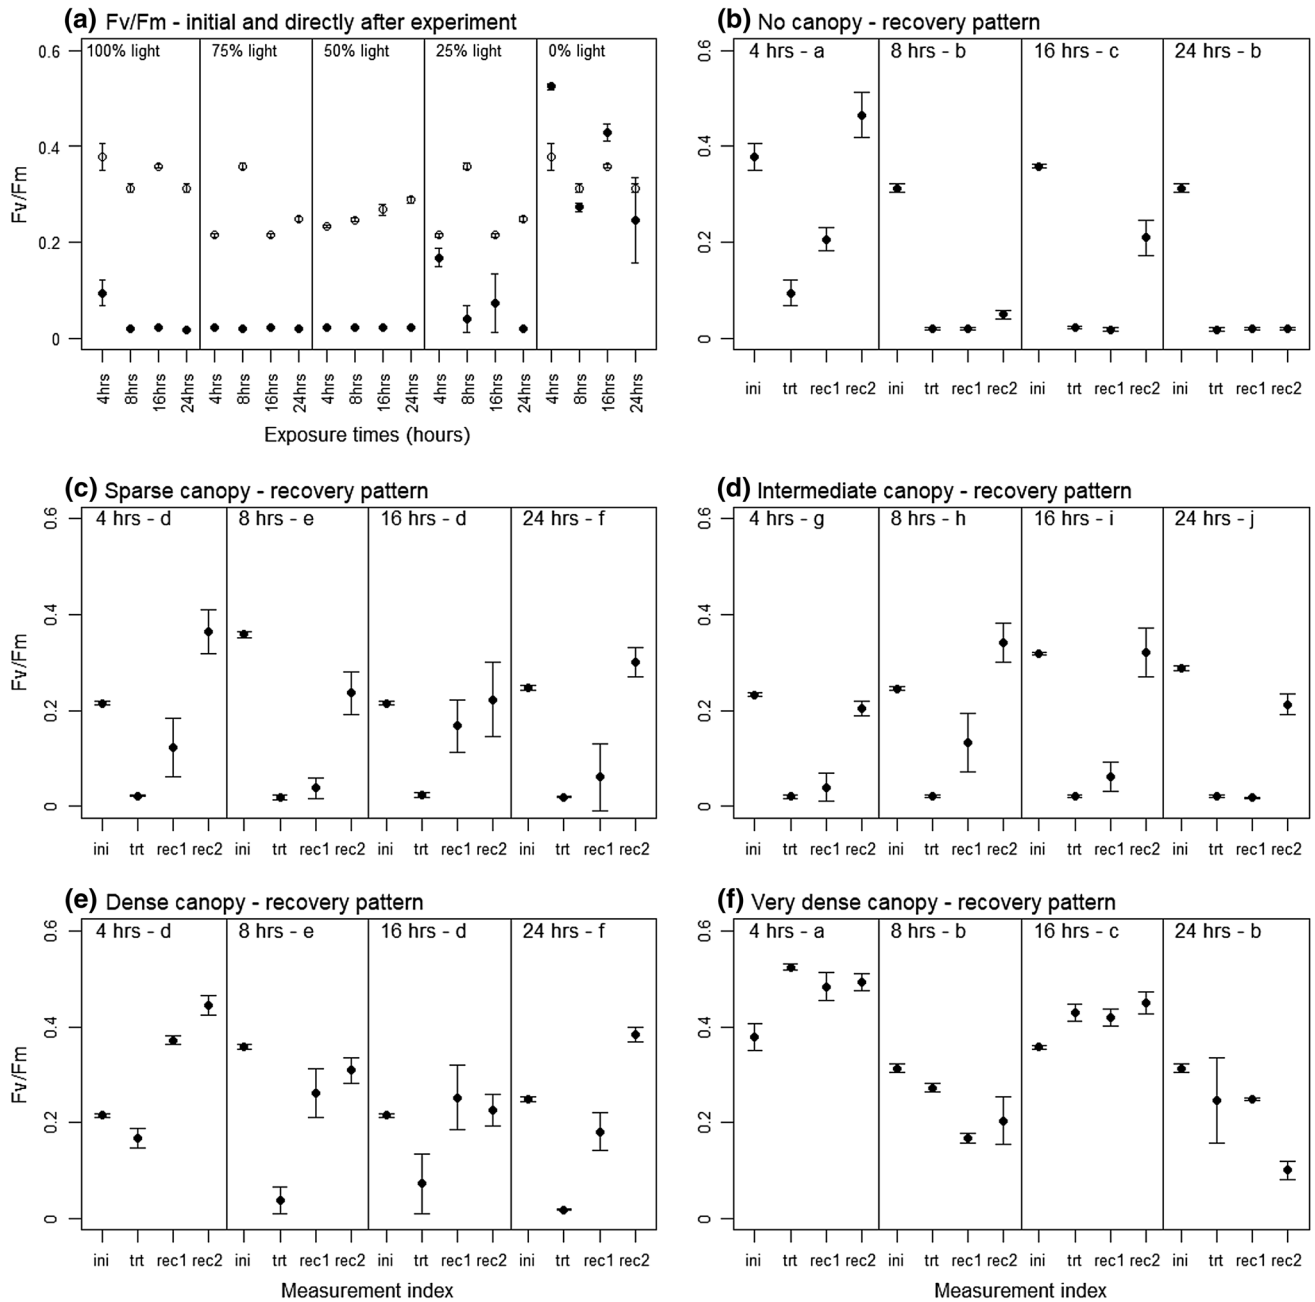 (a) Fv/Fm - initial and directly after experiment
100% light 75% light 50% light 25% light 0% light
Fv/Fm
0.6
0.4
0.2
0
4hrs 8hrs 16hrs 24hrs 4hrs 8hrs 16hrs 24hrs 4hrs 8hrs 16hrs 24hrs 4hrs 8hrs 16hrs 24hrs 4hrs 8hrs 16hrs 24hrs
Exposure times (hours)
(b) No canopy - recovery pattern
4 hrs - a 8 hrs - b 16 hrs - c 24 hrs - b
0.6
0.4
0.2
0
ini trt rec1 rec2 ini trt rec1 rec2 ini trt rec1 rec2 ini trt rec1 rec2
(c) Sparse canopy - recovery pattern
4 hrs - d 8 hrs - e 16 hrs - d 24 hrs - f
Fv/Fm
0.6
0.4
0.2
0
ini trt rec1 rec2 ini trt rec1 rec2 ini trt rec1 rec2 ini trt rec1 rec2
(d) Intermediate canopy - recovery pattern
4 hrs - g 8 hrs - h 16 hrs - i 24 hrs - j
0.6
0.4
0.2
0
ini trt rec1 rec2 ini trt rec1 rec2 ini trt rec1 rec2 ini trt rec1 rec2
(e) Dense canopy - recovery pattern
4 hrs - d 8 hrs - e 16 hrs - d 24 hrs - f
Fv/Fm
0.6
0.4
0.2
0
ini trt rec1 rec2 ini trt rec1 rec2 ini trt rec1 rec2 ini trt rec1 rec2
Measurement index
(f) Very dense canopy - recovery pattern
4 hrs - a 8 hrs - b 16 hrs - c 24 hrs - b
0.6
0.4
0.2
0
ini trt rec1 rec2 ini trt rec1 rec2 ini trt rec1 rec2 ini trt rec1 rec2
Measurement index